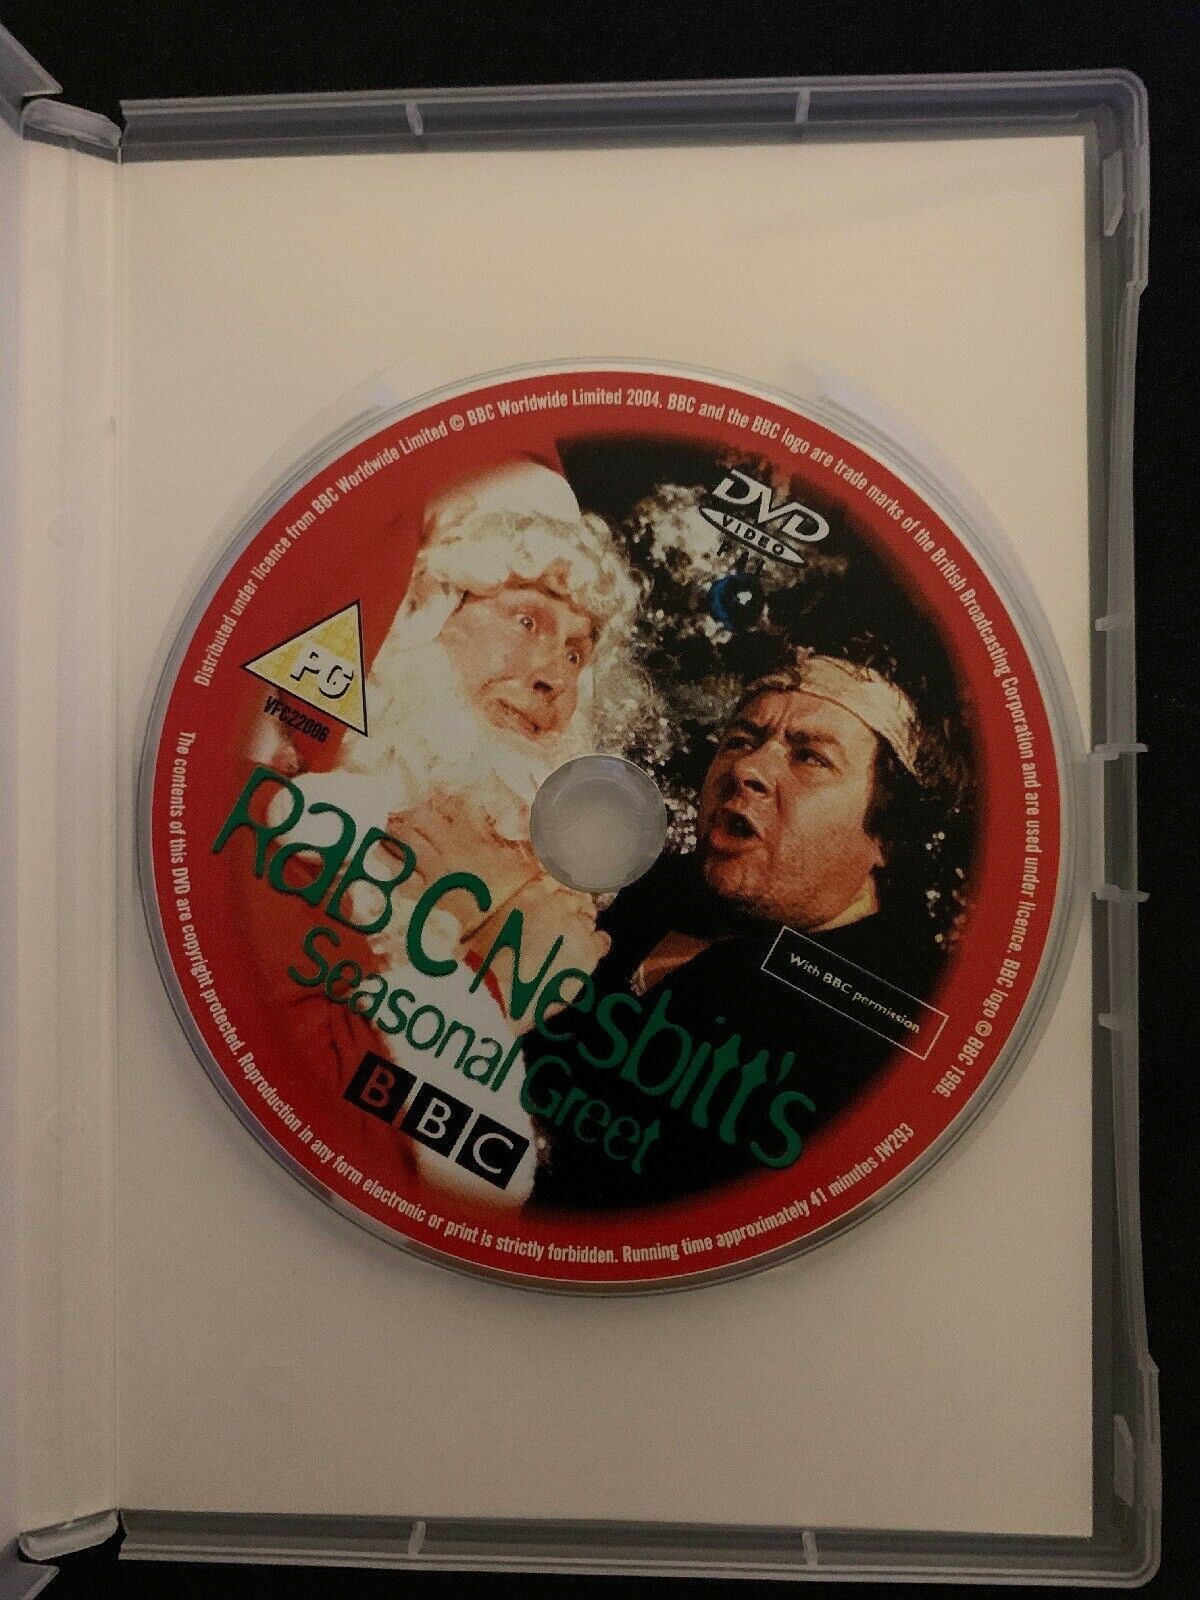 Distributed under licence from BBC Worldwide Limited © BBC Worldwide Limited 2004. BBC and the BBC logo are trade marks of the British Broadcasting Corporation and are used under licence. BBC logo © BBC 1996.
DVD
VIDEO
PAL
PG
VFC22006
Rab C Nesbitt's
Seasonal Greet
With BBC permission
BBC
The contents of this DVD are copyright protected. Reproduction in any form electronic or print is strictly forbidden. Running time approximately 41 minutes JW293